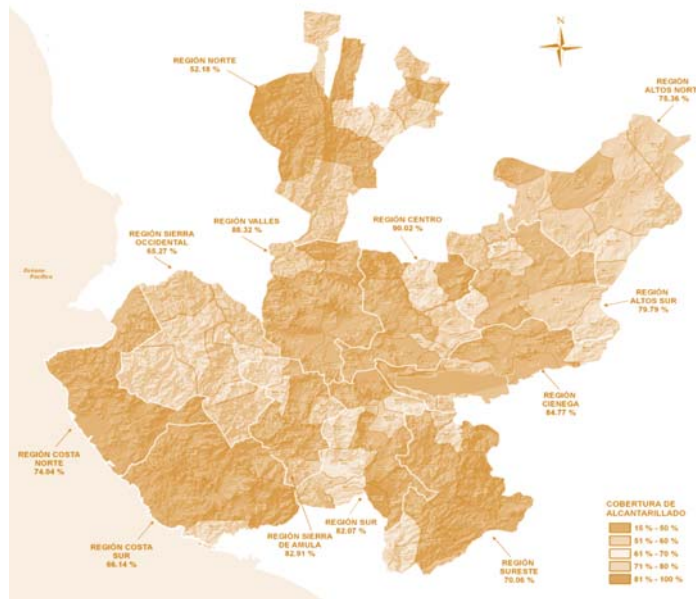 N
REGIÓN NORTE
52.18 %
REGIÓN
ALTOS NORTE
75.36 %
REGIÓN VALLES
88.32 %
REGIÓN CENTRO
90.02 %
REGIÓN SIERRA
OCCIDENTAL
65.27 %
Océano
Pacífico
REGIÓN
ALTOS SUR
79.79 %
REGIÓN
CIENEGA
84.77 %
REGIÓN COSTA
NORTE
74.94 %
REGIÓN COSTA
SUR
66.14 %
REGIÓN SIERRA
DE AMULA
82.91 %
REGIÓN SUR
82.07 %
REGIÓN
SURESTE
70.06 %
COBERTURA DE
ALCANTARILLADO
51 % - 60 %
61 % - 70 %
71 % - 80 %
81 % - 100 %